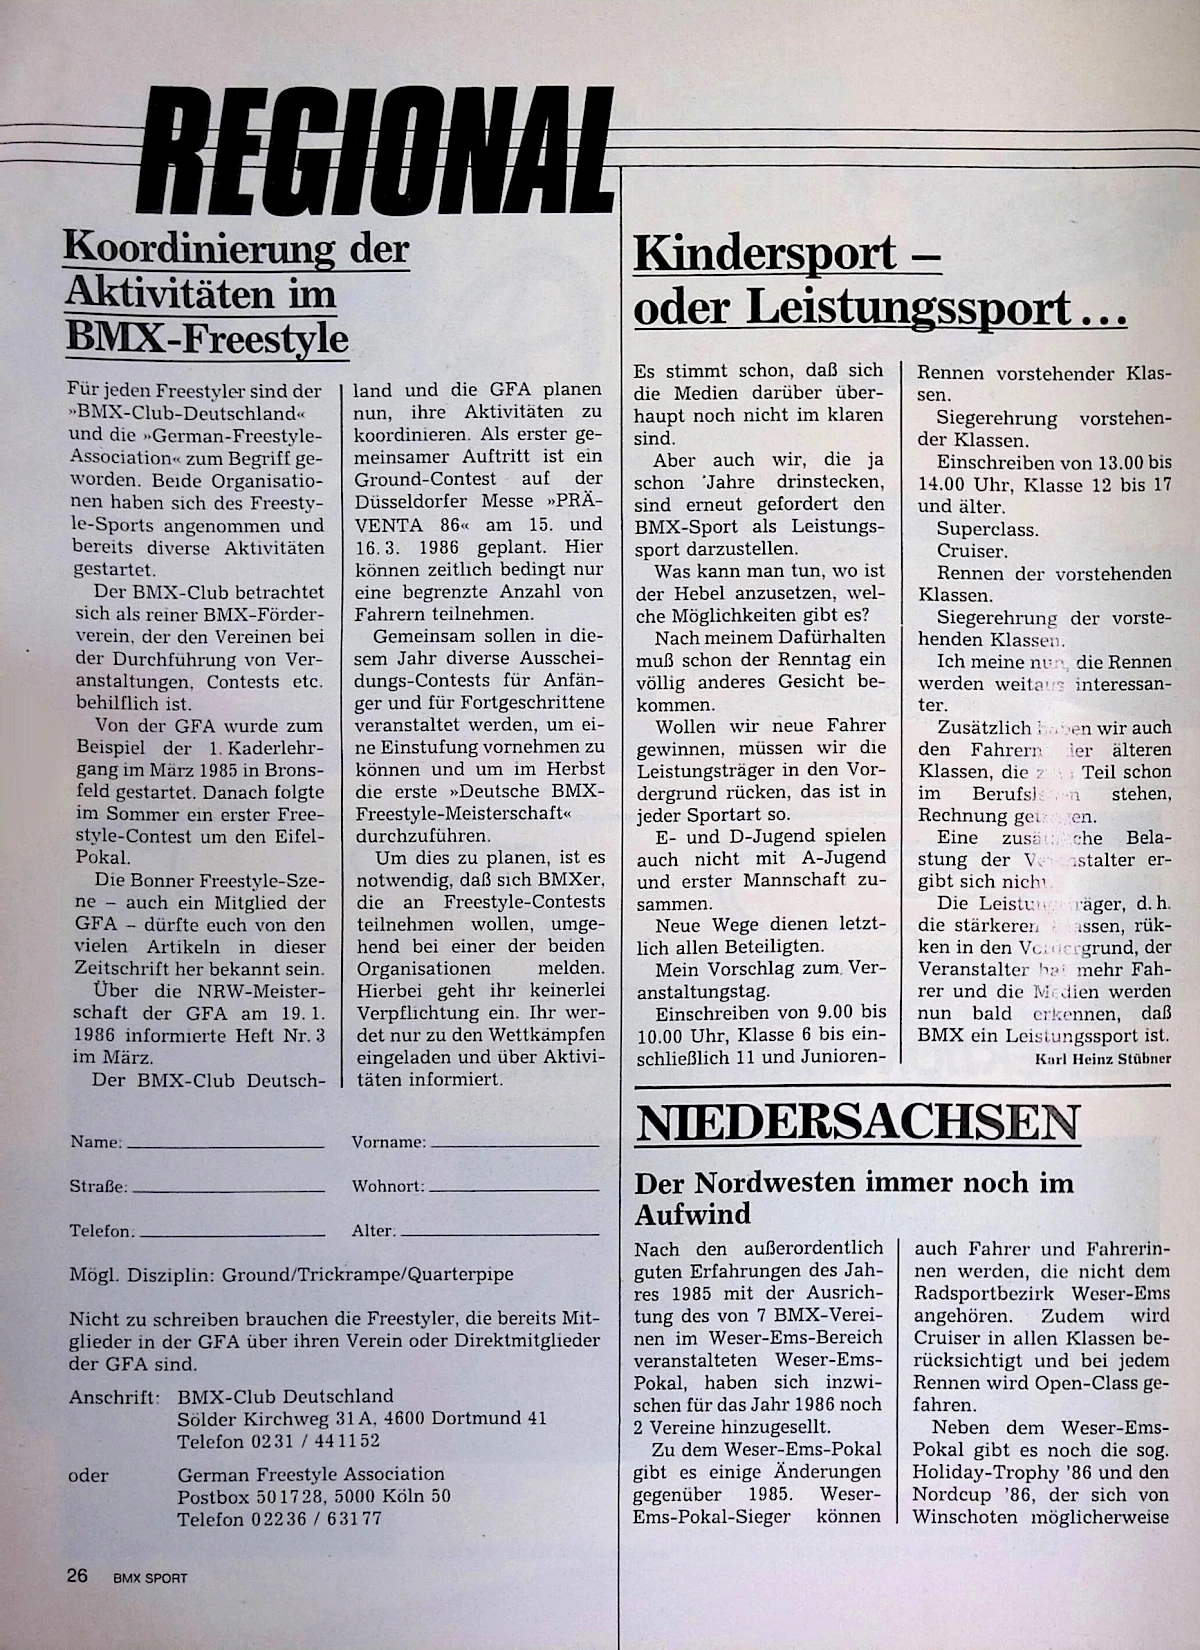 REGIONAL
Koordinierung der
Aktivitäten im
BMX-Freestyle
Für jeden Freestyler sind der
»BMX-Club-Deutschland«
und die »German-Freestyle-
Association« zum Begriff ge-
worden. Beide Organisatio-
nen haben sich des Freesty-
le-Sports angenommen und
bereits diverse Aktivitäten
gestartet.
Der BMX-Club betrachtet
sich als reiner BMX-Förder-
verein, der den Vereinen bei
der Durchführung von Ver-
anstaltungen, Contests etc.
behilflich ist.
Von der GFA wurde zum
Beispiel der 1. Kaderlehr-
gang im März 1985 in Brons-
feld gestartet. Danach folgte
im Sommer ein erster Free-
style-Contest um den Eifel-
Pokal.
Die Bonner Freestyle-Sze-
ne – auch ein Mitglied der
GFA – dürfte euch von den
vielen Artikeln in dieser
Zeitschrift her bekannt sein.
Über die NRW-Meister-
schaft der GFA am 19. 1.
1986 informierte Heft Nr. 3
im März.
Der BMX-Club Deutsch-
land und die GFA planen
nun, ihre Aktivitäten zu
koordinieren. Als erster ge-
meinsamer Auftritt ist ein
Ground-Contest auf der
Düsseldorfer Messe »PRÄ-
VENTA 86« am 15. und
16. 3. 1986 geplant. Hier
können zeitlich bedingt nur
eine begrenzte Anzahl von
Fahrern teilnehmen.
Gemeinsam sollen in die-
sem Jahr diverse Ausschei-
dungs-Contests für Anfän-
ger und für Fortgeschrittene
veranstaltet werden, um ei-
ne Einstufung vornehmen zu
können und um im Herbst
die erste »Deutsche BMX-
Freestyle-Meisterschaft«
durchzuführen.
Um dies zu planen, ist es
notwendig, daß sich BMXer,
die an Freestyle-Contests
teilnehmen wollen, umge-
hend bei einer der beiden
Organisationen melden.
Hierbei geht ihr keinerlei
Verpflichtung ein. Ihr wer-
det nur zu den Wettkämpfen
eingeladen und über Aktivi-
täten informiert.
Name: Vorname:
Straße: Wohnort:
Telefon: Alter:
Mögl. Disziplin: Ground/Trickrampe/Quarterpipe
Nicht zu schreiben brauchen die Freestyler, die bereits Mit-
glieder in der GFA über ihren Verein oder Direktmitglieder
der GFA sind.
Anschrift: BMX-Club Deutschland
Sölder Kirchweg 31 A, 4600 Dortmund 41
Telefon 02 31 / 44 11 52
oder German Freestyle Association
Postbox 50 17 28, 5000 Köln 50
Telefon 0 22 36 / 6 31 77
Kindersport –
oder Leistungssport...
Es stimmt schon, daß sich
die Medien darüber über-
haupt noch nicht im klaren
sind.
Aber auch wir, die ja
schon Jahre drinstecken,
sind erneut gefordert den
BMX-Sport als Leistungs-
sport darzustellen.
Was kann man tun, wo ist
der Hebel anzusetzen, wel-
che Möglichkeiten gibt es?
Nach meinem Dafürhalten
muß schon der Renntag ein
völlig anderes Gesicht be-
kommen.
Wollen wir neue Fahrer
gewinnen, müssen wir die
Leistungsträger in den Vor-
dergrund rücken, das ist in
jeder Sportart so.
E- und D-Jugend spielen
auch nicht mit A-Jugend
und erster Mannschaft zu-
sammen.
Neue Wege dienen letzt-
lich allen Beteiligten.
Mein Vorschlag zum Ver-
anstaltungstag.
Einschreiben von 9.00 bis
10.00 Uhr, Klasse 6 bis ein-
schließlich 11 und Junioren-
Rennen vorstehender Klas-
sen.
Siegerehrung vorstehen-
der Klassen.
Einschreiben von 13.00 bis
14.00 Uhr, Klasse 12 bis 17
und älter.
Superclass.
Cruiser.
Rennen der vorstehenden
Klassen.
Siegerehrung der vorste-
henden Klassen.
Ich meine nun, die Rennen
werden weitaus interessan-
ter.
Zusätzlich haben wir auch
den Fahrern der älteren
Klassen, die zum Teil schon
im Berufsleben stehen,
Rechnung getragen.
Eine zusätzliche Bela-
stung der Veranstalter er-
gibt sich nicht.
Die Leistungsträger, d. h.
die stärkeren Klassen, rük-
ken in den Vordergrund, der
Veranstalter hat mehr Fah-
rer und die Medien werden
nun bald erkennen, daß
BMX ein Leistungssport ist.
Karl Heinz Stübner
NIEDERSACHSEN
Der Nordwesten immer noch im
Aufwind
Nach den außerordentlich
guten Erfahrungen des Jah-
res 1985 mit der Ausrich-
tung des von 7 BMX-Verei-
nen im Weser-Ems-Bereich
veranstalteten Weser-Ems-
Pokal, haben sich inzwi-
schen für das Jahr 1986 noch
2 Vereine hinzugesellt.
Zu dem Weser-Ems-Pokal
gibt es einige Änderungen
gegenüber 1985. Weser-
Ems-Pokal-Sieger können
auch Fahrer und Fahrerin-
nen werden, die nicht dem
Radsportbezirk Weser-Ems
angehören. Zudem wird
Cruiser in allen Klassen be-
rücksichtigt und bei jedem
Rennen wird Open-Class ge-
fahren.
Neben dem Weser-Ems-
Pokal gibt es noch die sog.
Holiday-Trophy '86 und den
Nordcup '86, der sich von
Winschoten möglicherweise
26 BMX SPORT